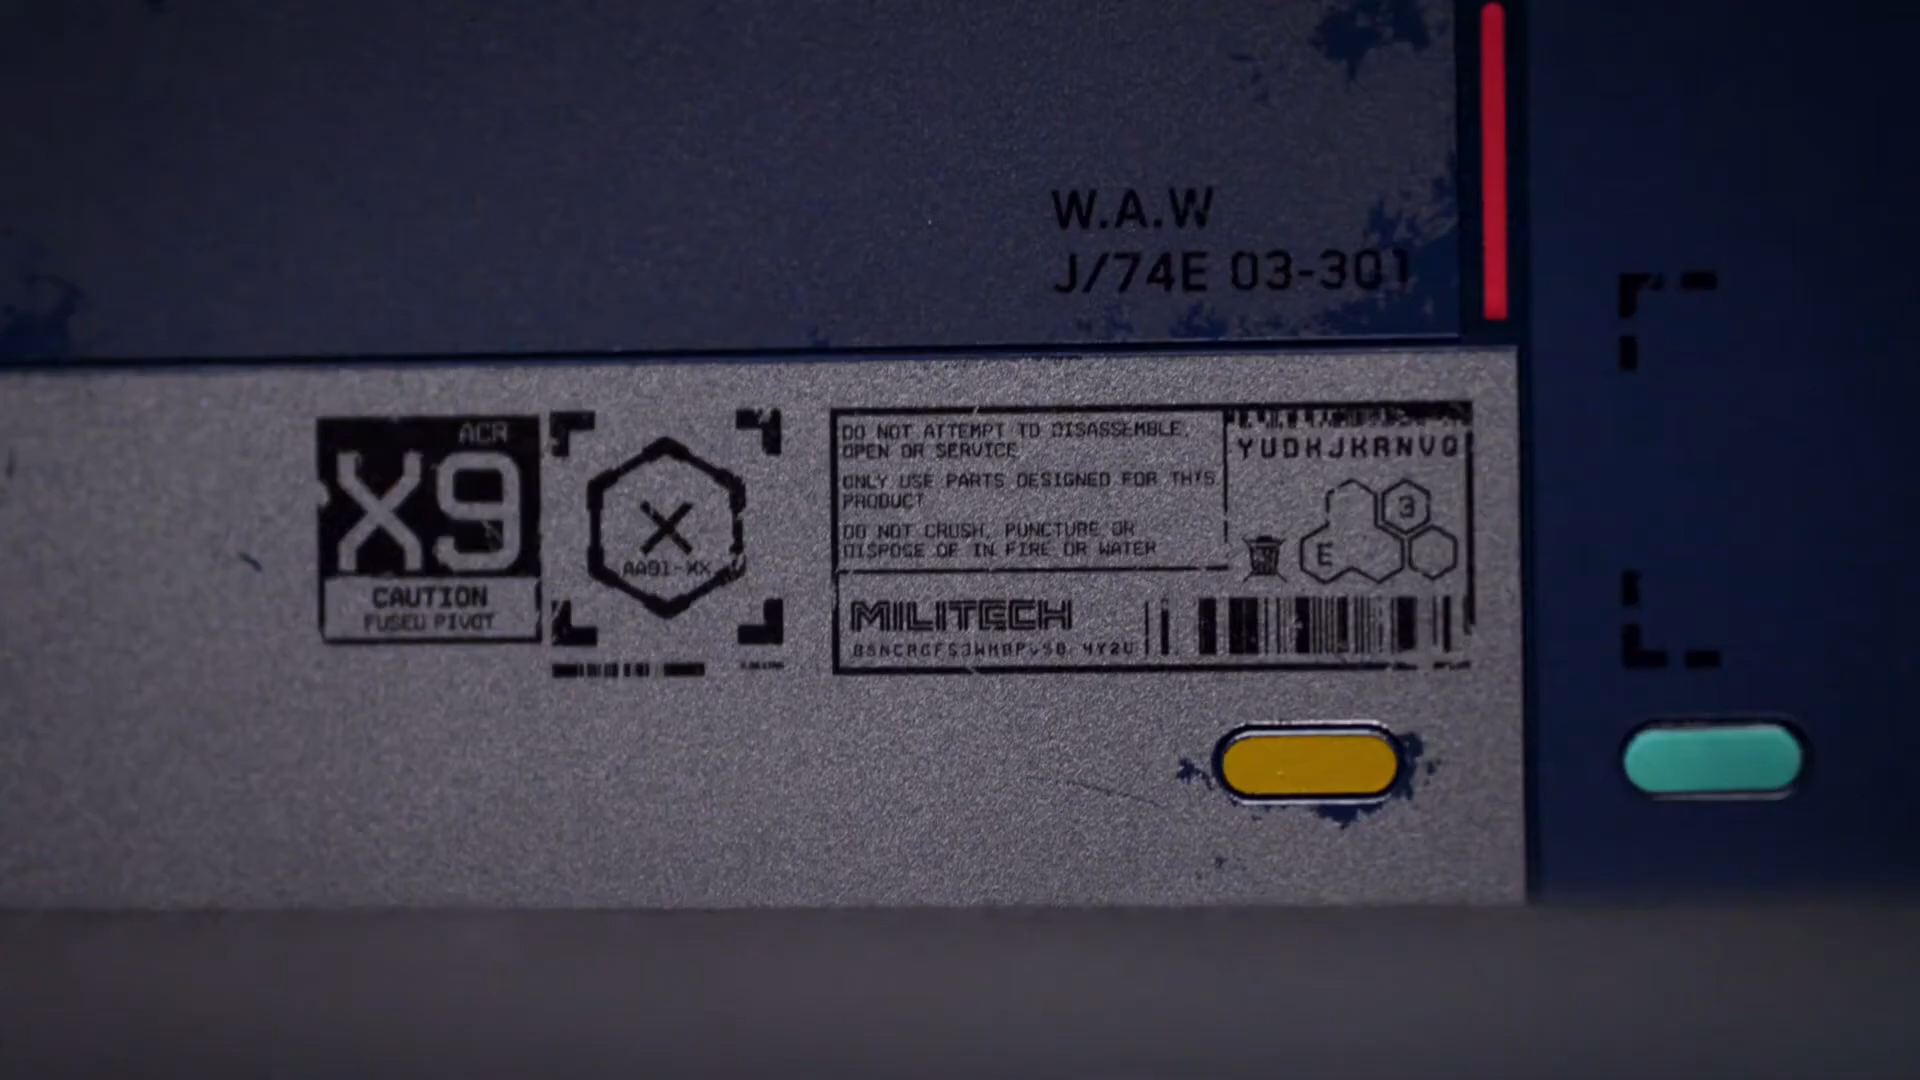 W.A.W
J/74E 03-301
ACR
X9
CAUTION
FUSED PIVOT
X
AA91-XX
DO NOT ATTEMPT TO DISASSEMBLE,
OPEN OR SERVICE
ONLY USE PARTS DESIGNED FOR THIS
PRODUCT
DO NOT CRUSH, PUNCTURE OR
DISPOSE OF IN FIRE OR WATER
YUDKJKRNVQ
3
E
MILITECH